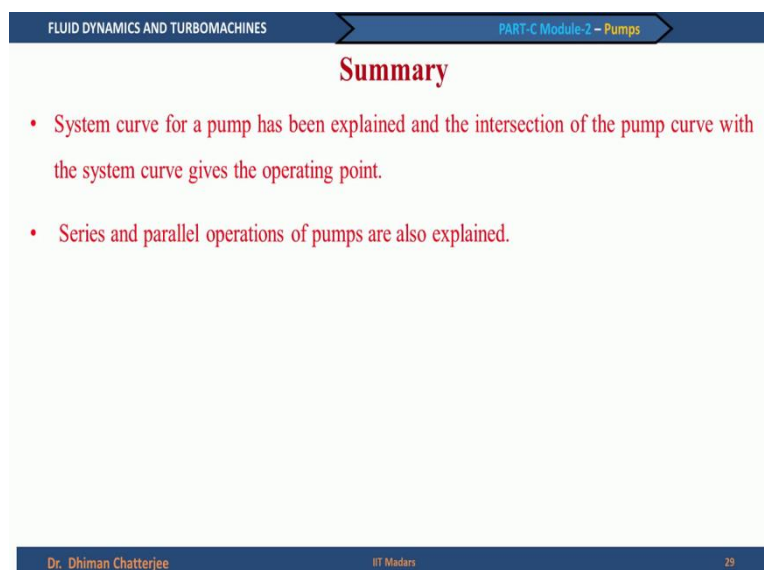 FLUID DYNAMICS AND TURBOMACHINES
PART-C Module-2 – Pumps
Summary
• System curve for a pump has been explained and the intersection of the pump curve with
the system curve gives the operating point.
• Series and parallel operations of pumps are also explained.
Dr. Dhiman Chatterjee
IIT Madars
29